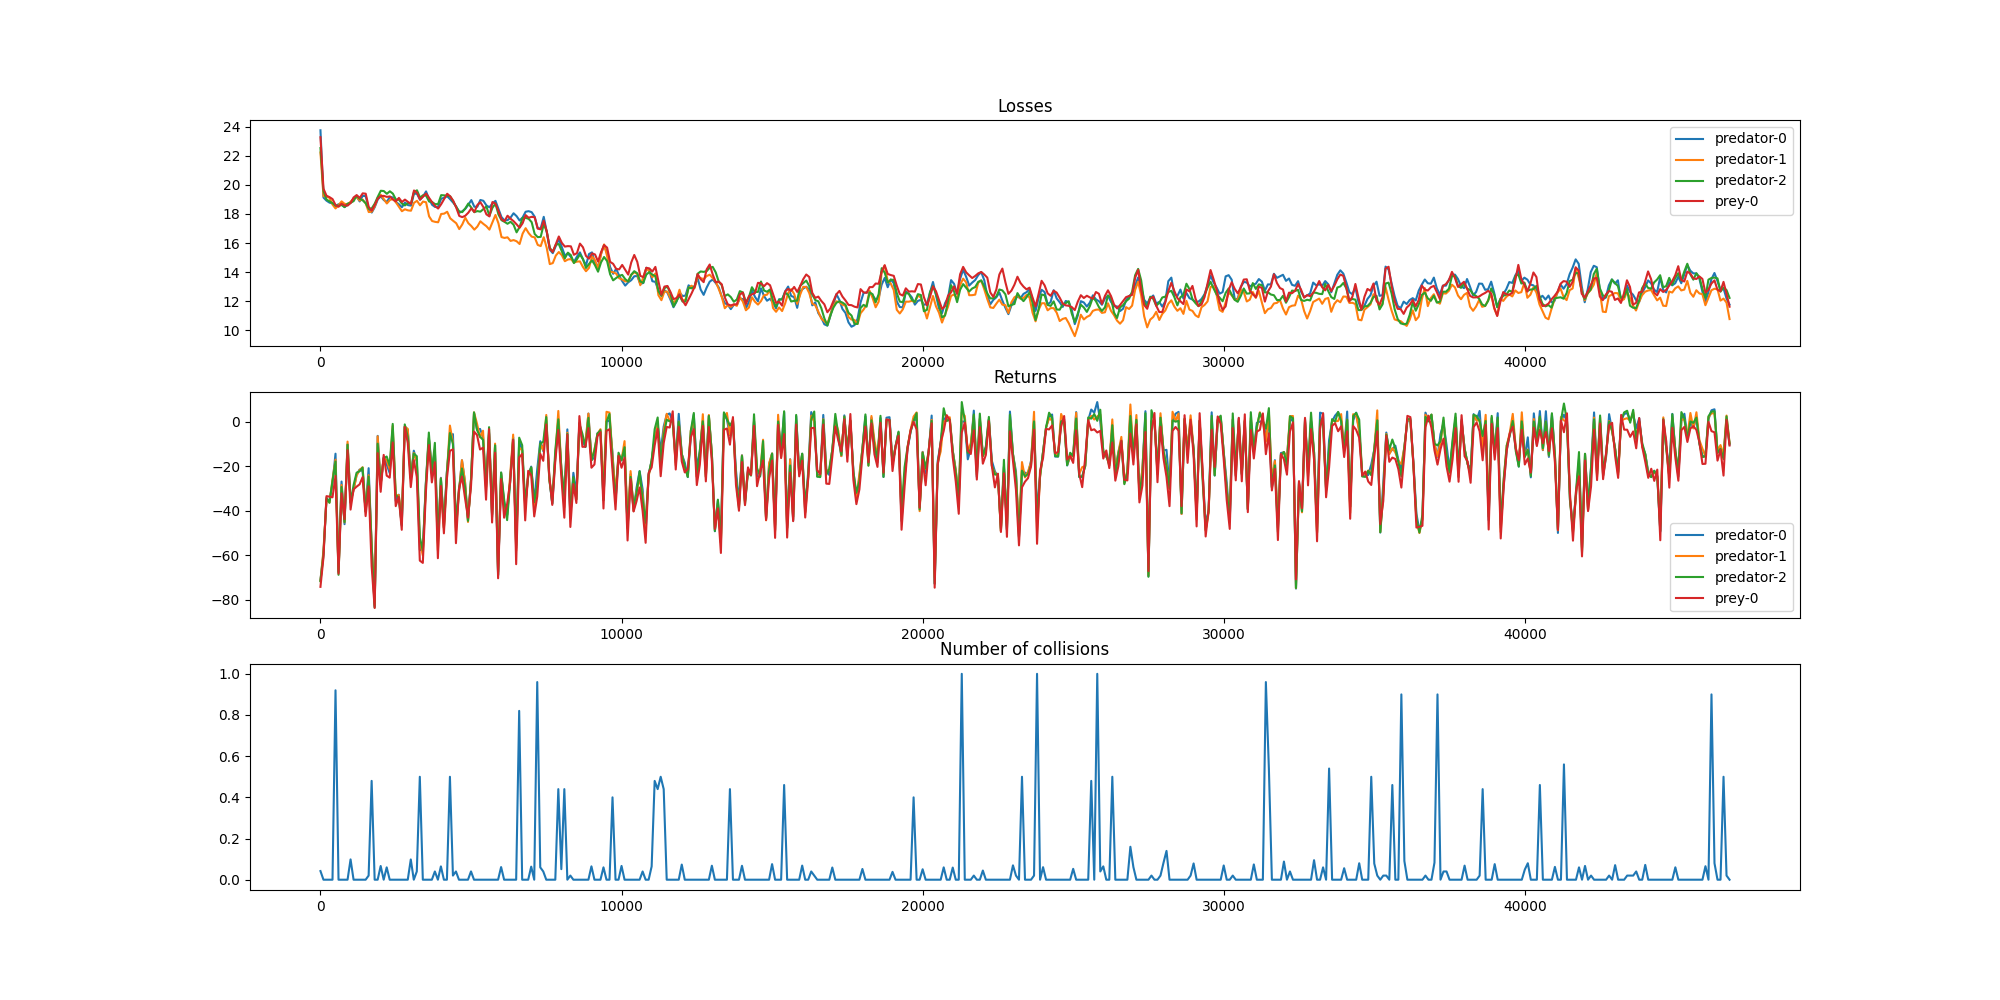 Losses
24
22
20
18
16
14
12
10
predator-0
predator-1
predator-2
prey-0
0 10000 20000 30000 40000
Returns
0
−20
−40
−60
−80
predator-0
predator-1
predator-2
prey-0
0 10000 20000 30000 40000
Number of collisions
1.0
0.8
0.6
0.4
0.2
0.0
0 10000 20000 30000 40000